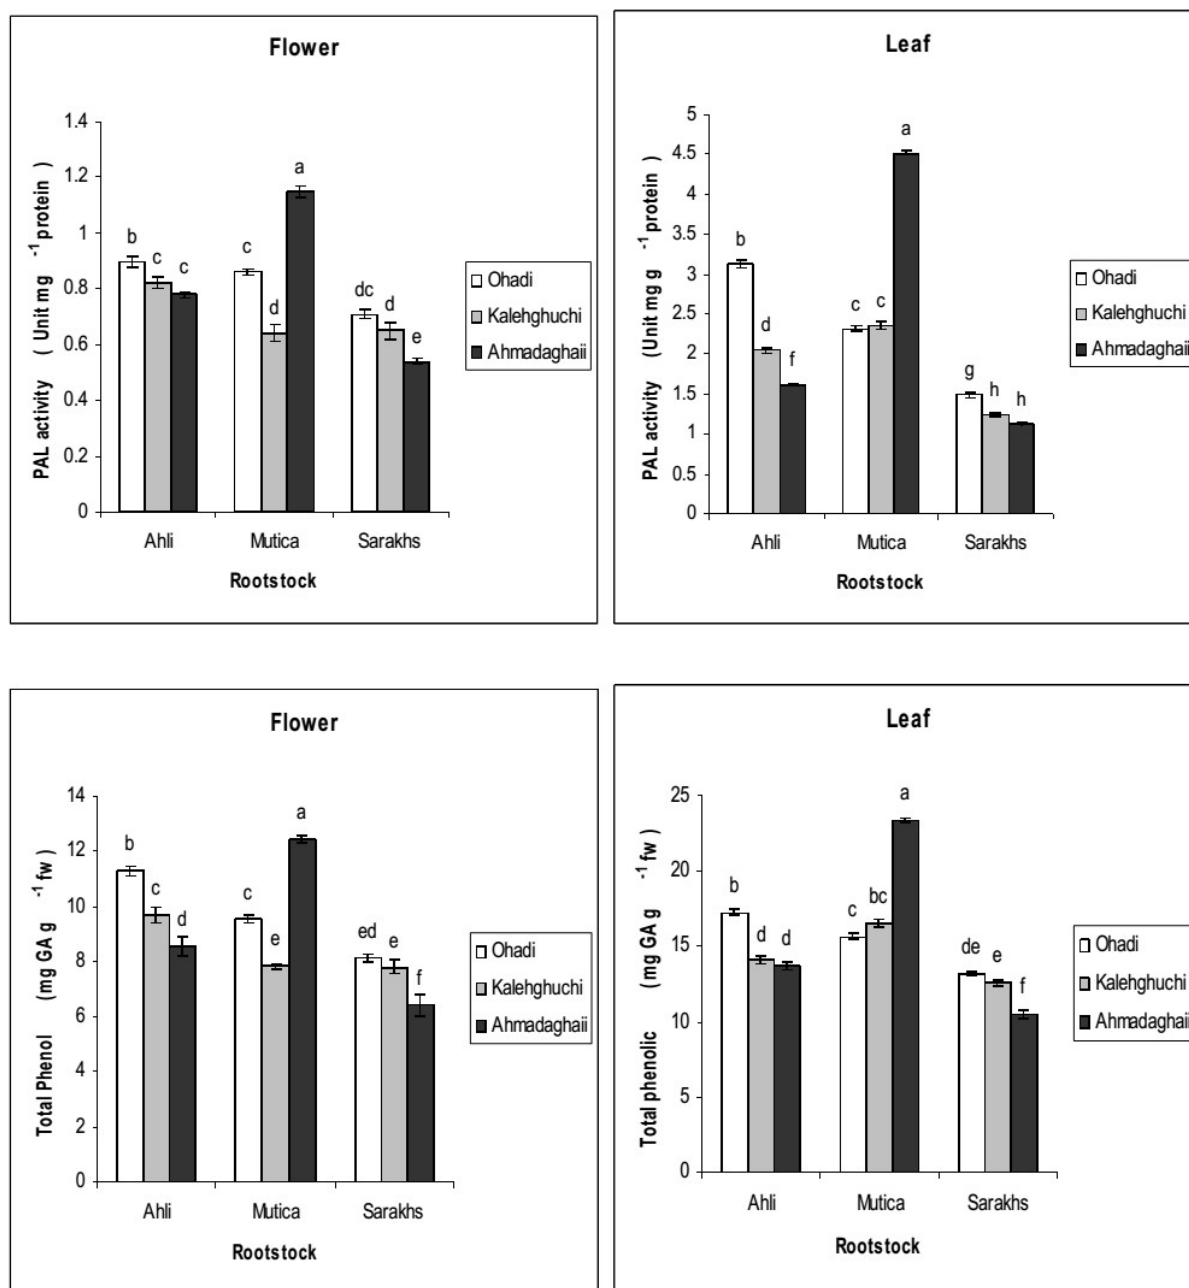 Flower
1.4
1.2
1
0.8
0.6
0.4
0.2
0
PAL activity ( Unit mg -1 protein )
b c c
c d a
dc d e
Ahli Mutica Sarakhs
Rootstock
Ohadi
Kalehghuchi
Ahmadaghaii
Leaf
5
4.5
4
3.5
3
2.5
2
1.5
1
0.5
0
PAL activity (Unit mg g -1 protein )
b d f
c c a
g h h
Ahli Mutica Sarakhs
Rootstock
Ohadi
Kalehghuchi
Ahmadaghaii
Flower
14
12
10
8
6
4
2
0
Total Phenol (mg GA g -1 fw)
b c d
c e a
ed e f
Ahli Mutica Sarakhs
Rootstock
Ohadi
Kalehghuchi
Ahmadaghaii
Leaf
25
20
15
10
5
0
Total phenolic (mg GA g -1 fw)
b d d
c bc a
de e f
Ahli Mutica Sarakhs
Rootstock
Ohadi
Kalehghuchi
Ahmadaghaii